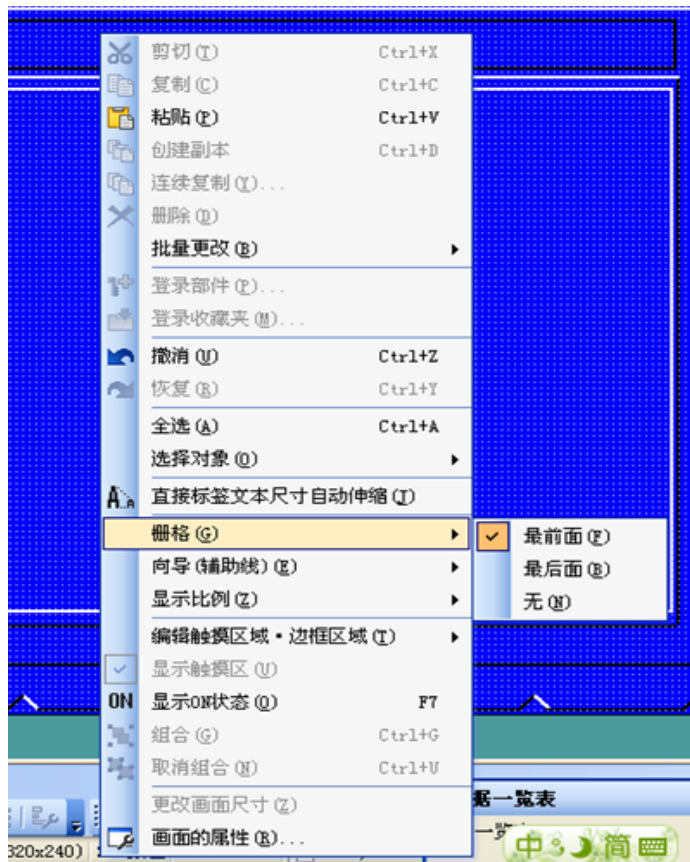 剪切(T) Ctrl+X
复制(C) Ctrl+C
粘贴(P) Ctrl+V
创建副本 Ctrl+D
连续复制(Y)...
删除(D)
批量更改(B)
登录部件(P)...
登录收藏夹(M)...
撤消(U) Ctrl+Z
恢复(R) Ctrl+Y
全选(A) Ctrl+A
选择对象(O)
直接标签文本尺寸自动伸缩(J)
栅格(G)
最前面(F)
向导(辅助线)(E)
最后面(B)
显示比例(Z)
无(N)
编辑触摸区域·边框区域(T)
显示触摸区(U)
ON 显示ON状态(Q) F7
组合(G) Ctrl+G
取消组合(N) Ctrl+U
更改画面尺寸(Z)
据一览表
画面的属性(R)...
一览
320x240)
中 简